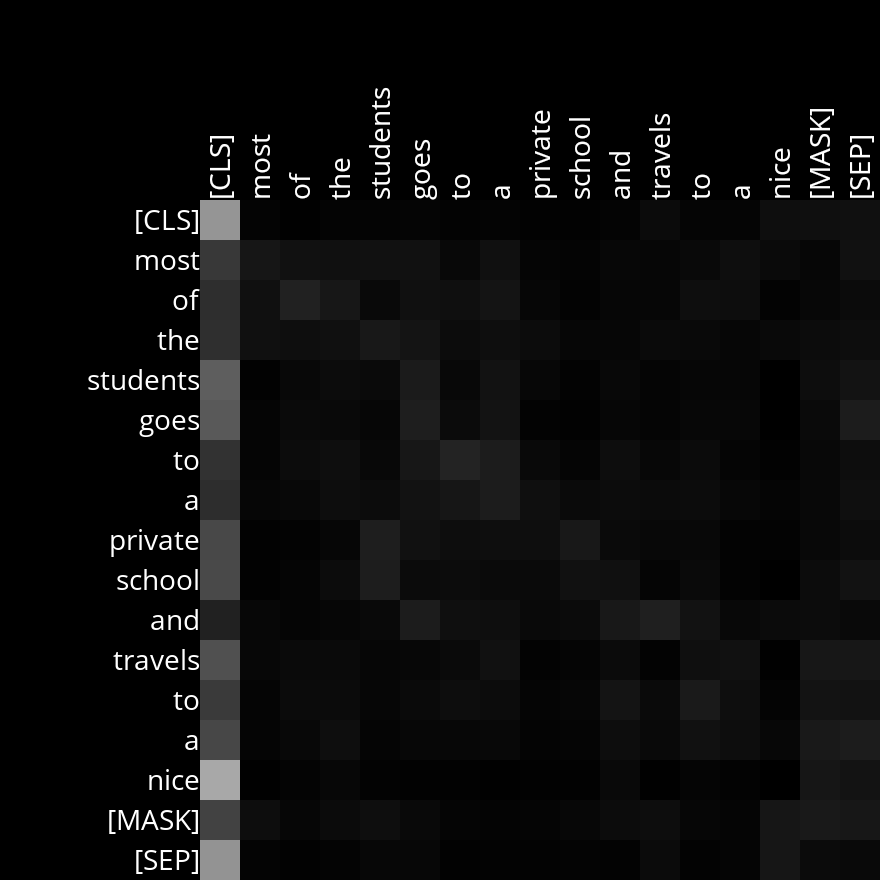 [CLS] most of the students goes to a private school and travels to a nice [MASK] [SEP]
[CLS]
most
of
the
students
goes
to
a
private
school
and
travels
to
a
nice
[MASK]
[SEP]